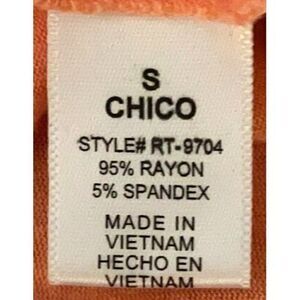 S
CHICO
STYLE# RT-9704
95% RAYON
5% SPANDEX
MADE IN
VIETNAM
HECHO EN
VIETNAM